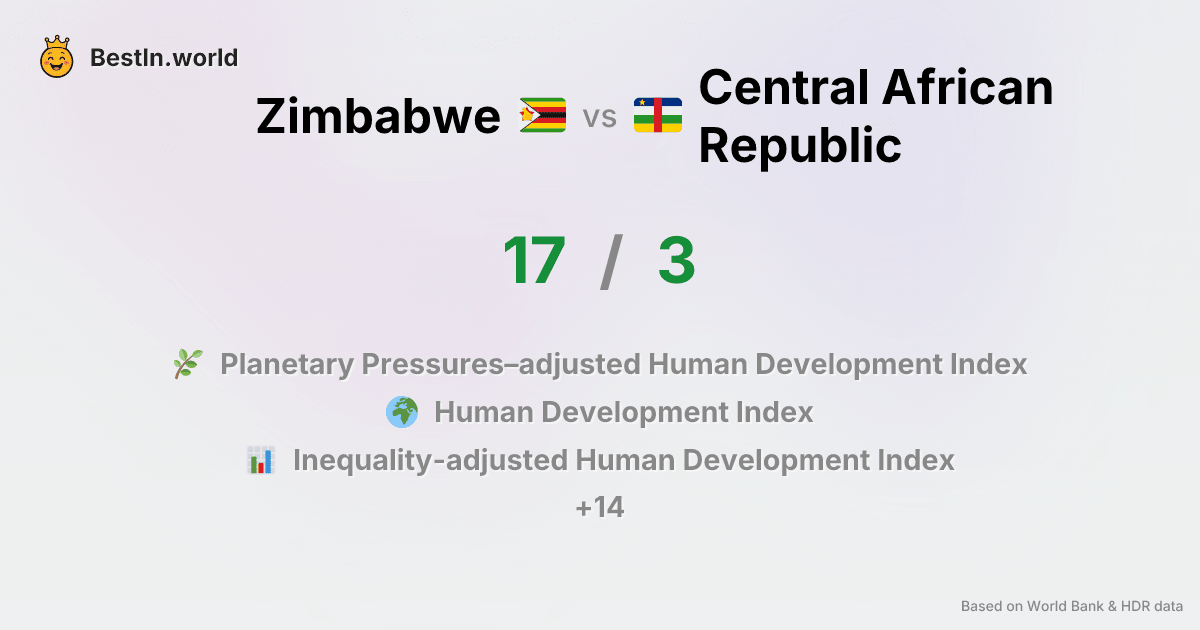 BestIn.world
Zimbabwe vs Central African
Republic
17 / 3
Planetary Pressures–adjusted Human Development Index
Human Development Index
Inequality-adjusted Human Development Index
+14
Based on World Bank & HDR data